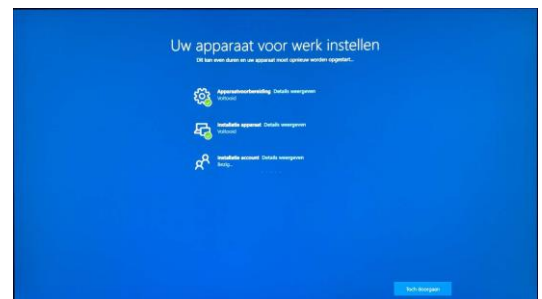 Uw apparaat voor werk instellen
Dit kan even duren en uw apparaat moet opnieuw worden opgestart...
Apparaatvoorbereiding Details weergeven
Voltooid
Installatie apparaat Details weergeven
Voltooid
Installatie account Details weergeven
Bezig...
Toch doorgaan